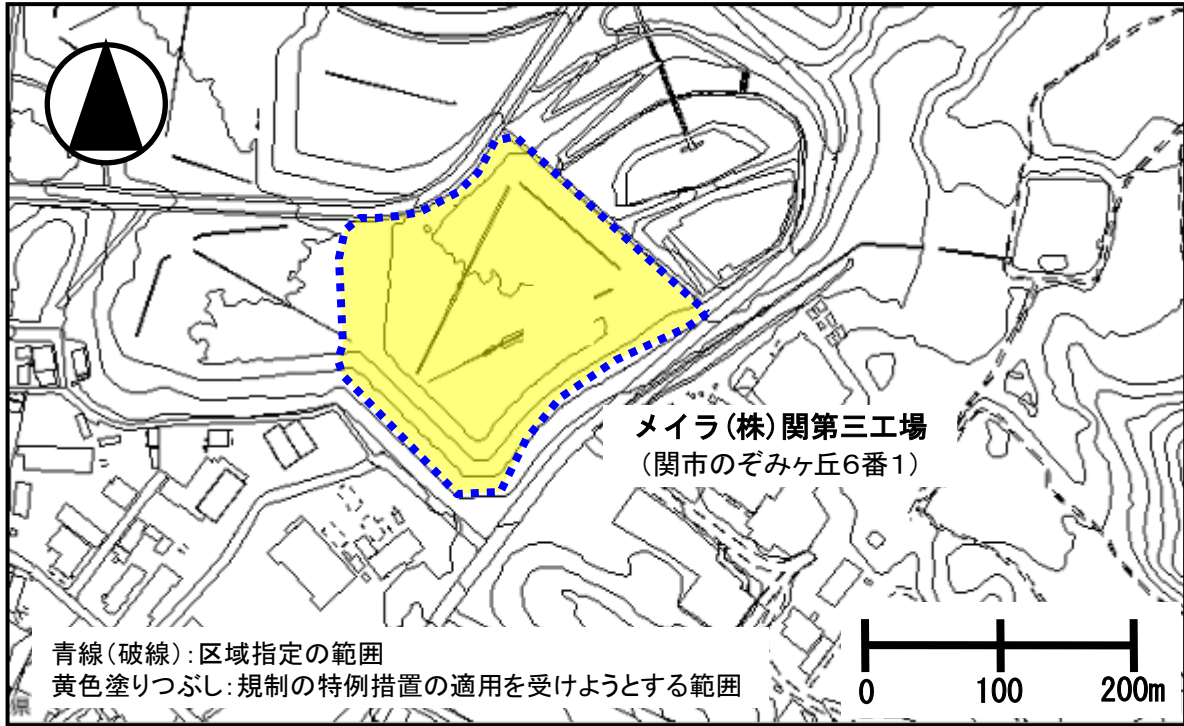 メイラ(株)関第三工場
(関市のぞみヶ丘6番1)
青線(破線):区域指定の範囲
黄色塗りつぶし:規制の特例措置の適用を受けようとする範囲
0 100 200m
県